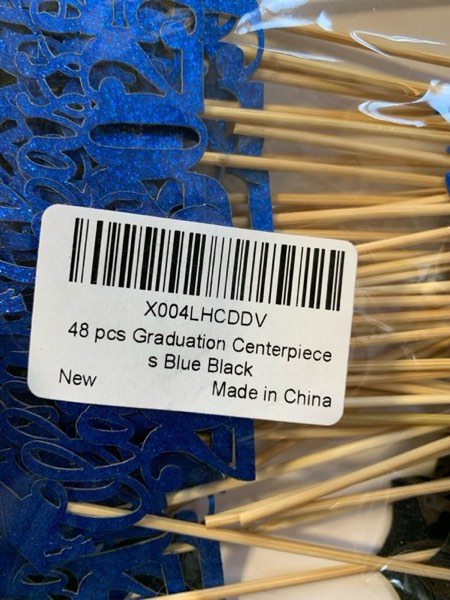 X004LHCDDV
48 pcs Graduation Centerpiece
s Blue Black
New
Made in China